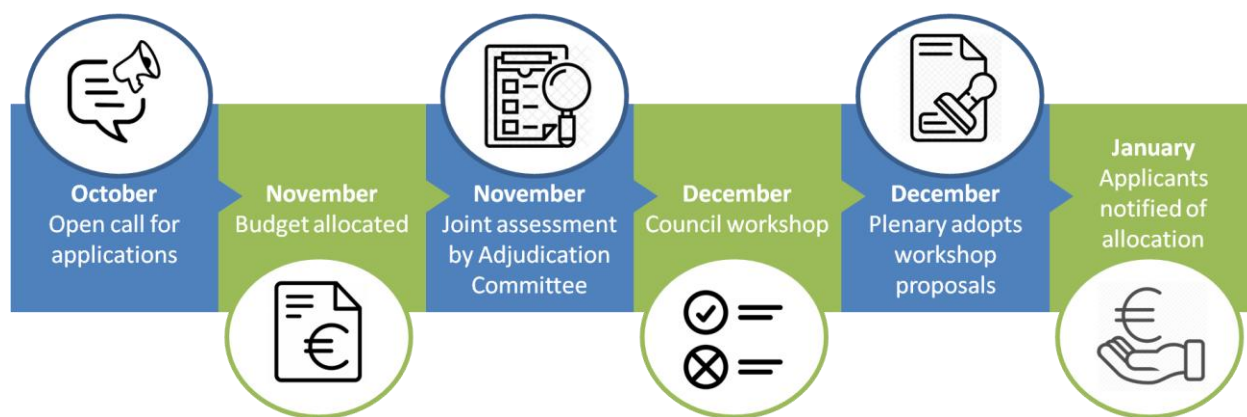 October
Open call for
applications
November
Budget allocated
November
Joint assessment
by Adjudication
Committee
December
Council workshop
December
Plenary adopts
workshop
proposals
January
Applicants
notified of
allocation